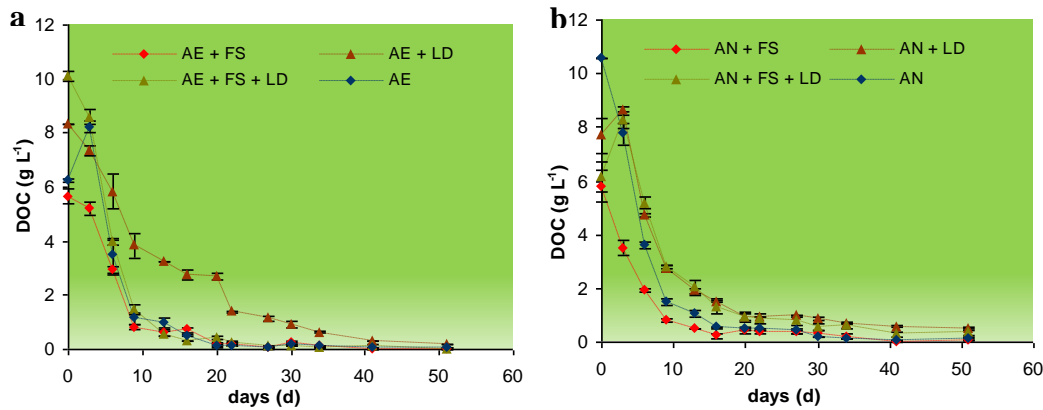 a
12
10
8
6
4
2
0
DOC (g L-1)
AE + FS
AE + LD
AE + FS + LD
AE
0
10
20
30
40
50
60
days (d)
b
12
10
8
6
4
2
0
DOC (g L-1)
AN + FS
AN + LD
AN + FS + LD
AN
0
10
20
30
40
50
60
days (d)